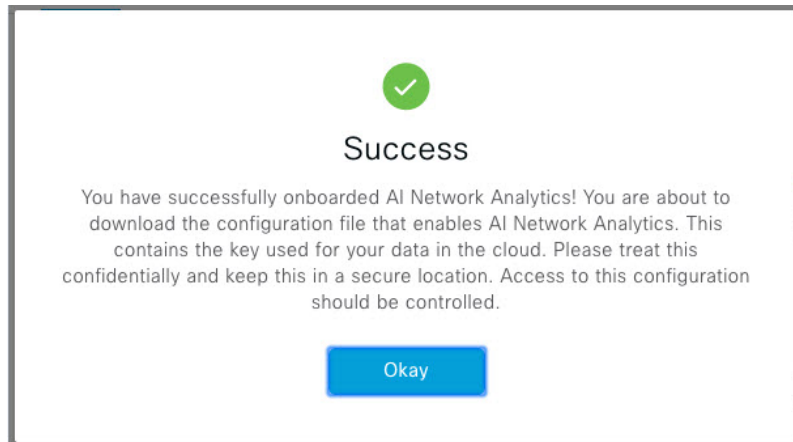 Success
You have successfully onboarded AI Network Analytics! You are about to
download the configuration file that enables AI Network Analytics. This
contains the key used for your data in the cloud. Please treat this
confidentially and keep this in a secure location. Access to this configuration
should be controlled.
Okay